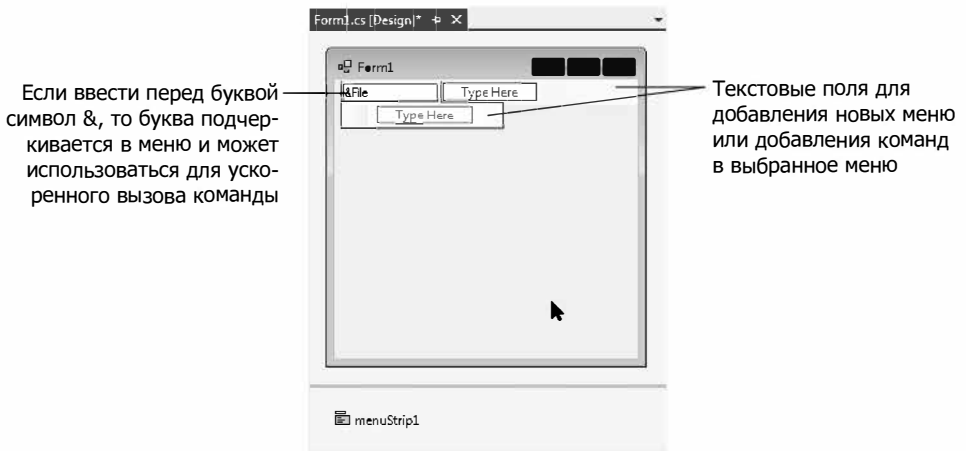 Form1.cs [Design]*
Form1
&File
Type Here
Type Here
Если ввести перед буквой
символ &, то буква подчер-
кивается в меню и может
использоваться для уско-
ренного вызова команды
Текстовые поля для
добавления новых меню
или добавления команд
в выбранное меню
menuStrip1